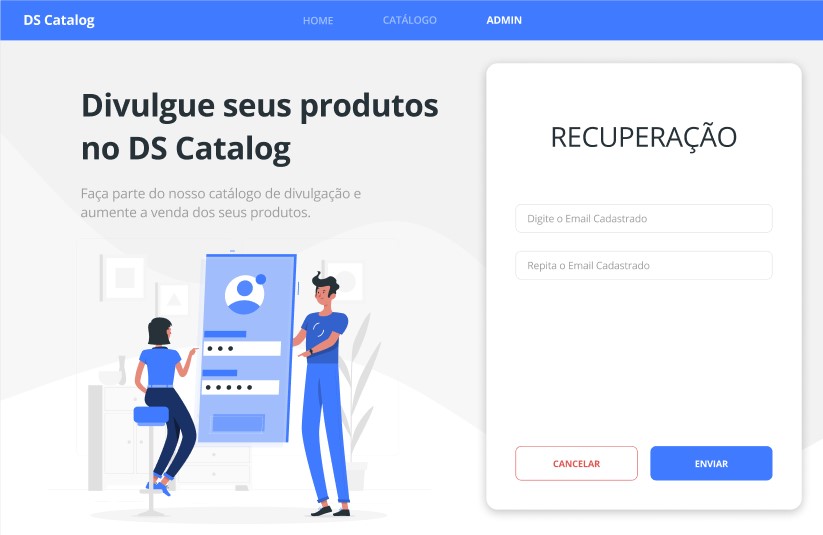 DS Catalog
HOME
CATÁLOGO
ADMIN
Divulgue seus produtos
no DS Catalog
Faça parte do nosso catálogo de divulgação e
aumente a venda dos seus produtos.
RECUPERAÇÃO
Digite o Email Cadastrado
Repita o Email Cadastrado
CANCELAR
ENVIAR